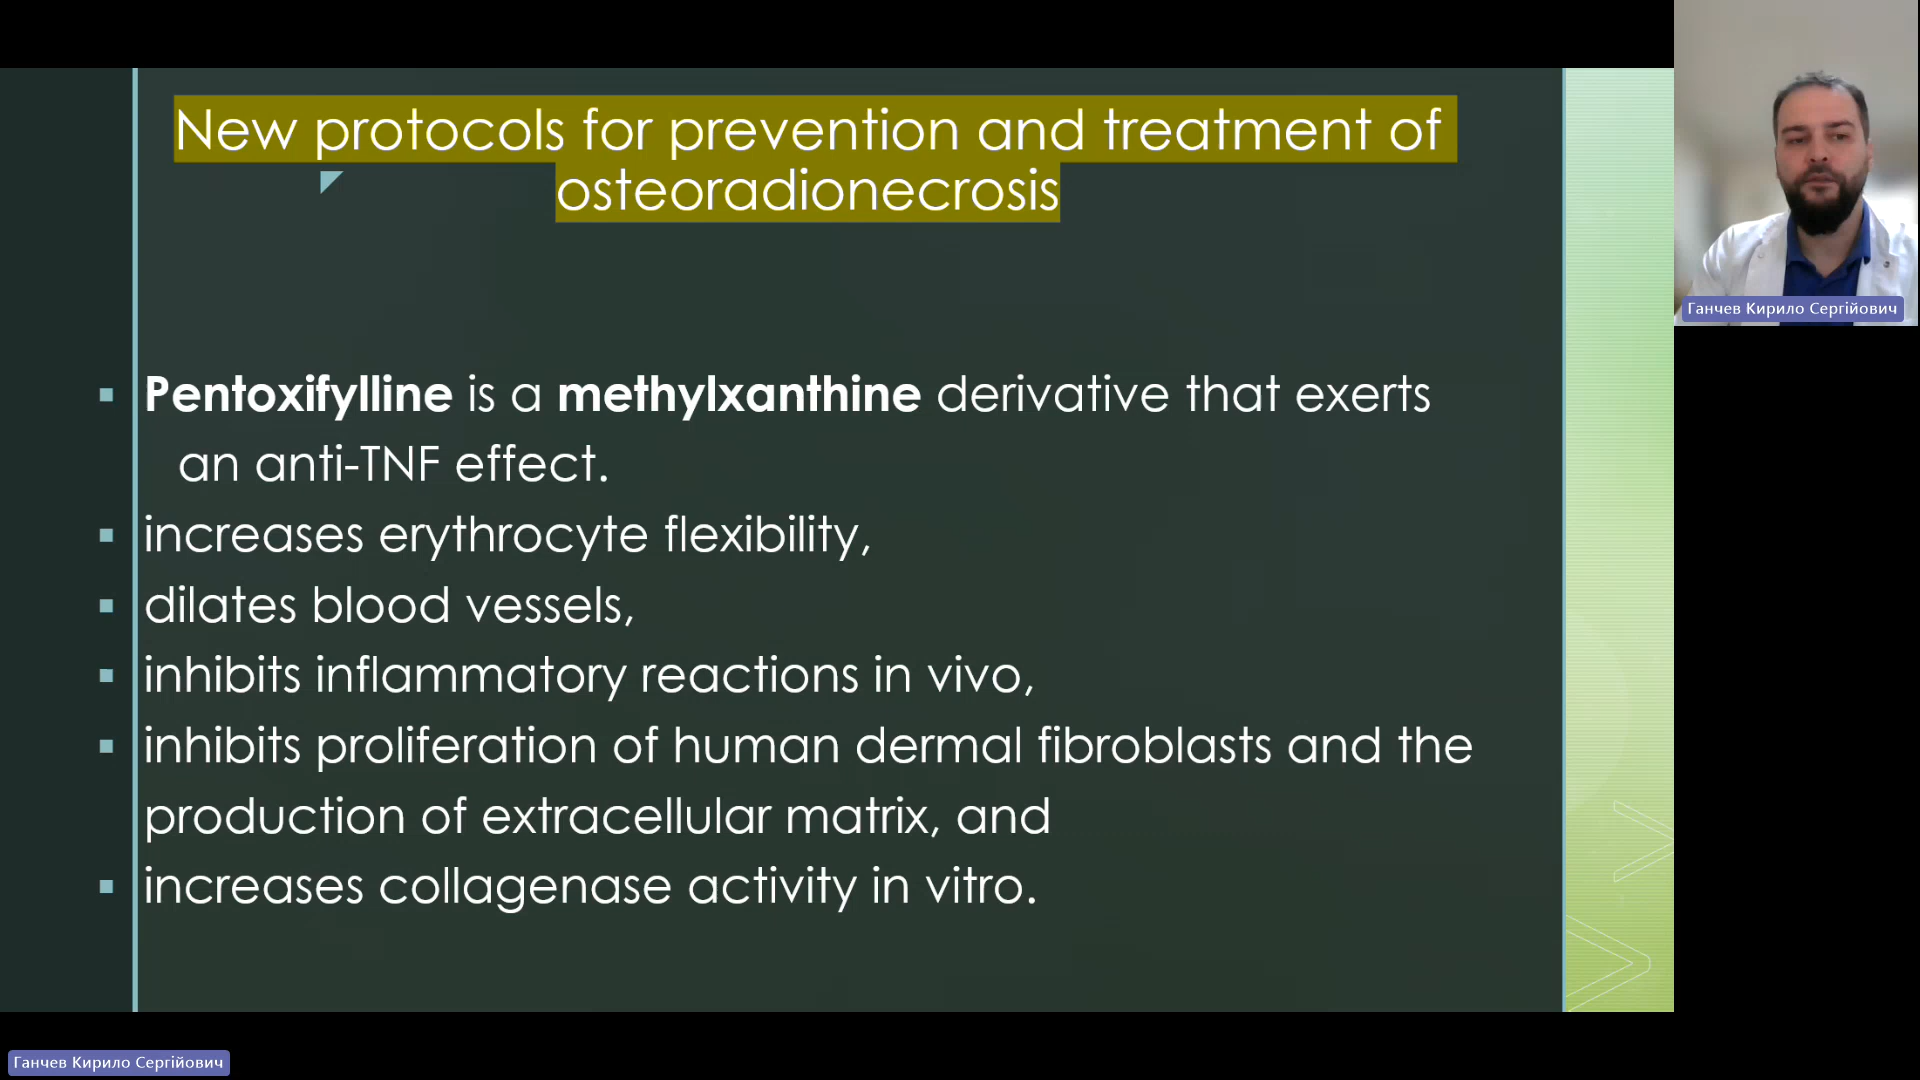 New protocols for prevention and treatment of
osteoradionecrosis
Pentoxifylline is a methylxanthine derivative that exerts
an anti-TNF effect.
increases erythrocyte flexibility,
dilates blood vessels,
inhibits inflammatory reactions in vivo,
inhibits proliferation of human dermal fibroblasts and the
production of extracellular matrix, and
increases collagenase activity in vitro.
Ганчев Кирило Сергійович
Ганчев Кирило Сергійович